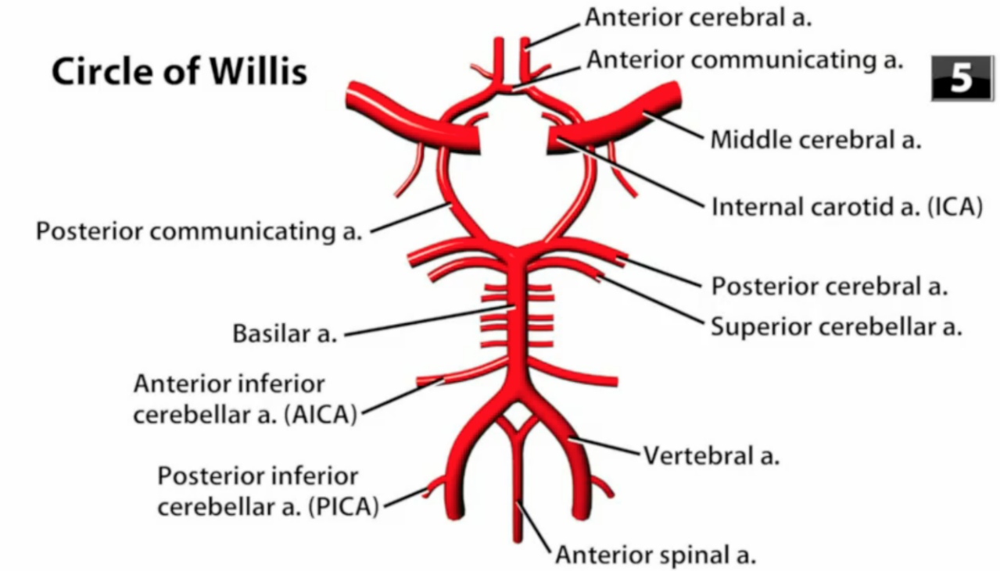 Anterior cerebral a.
Circle of Willis
Anterior communicating a.
5
Middle cerebral a.
Internal carotid a. (ICA)
Posterior communicating a.
Posterior cerebral a.
Superior cerebellar a.
Basilar a.
Anterior inferior
cerebellar a. (AICA)
Vertebral a.
Posterior inferior
cerebellar a. (PICA)
Anterior spinal a.